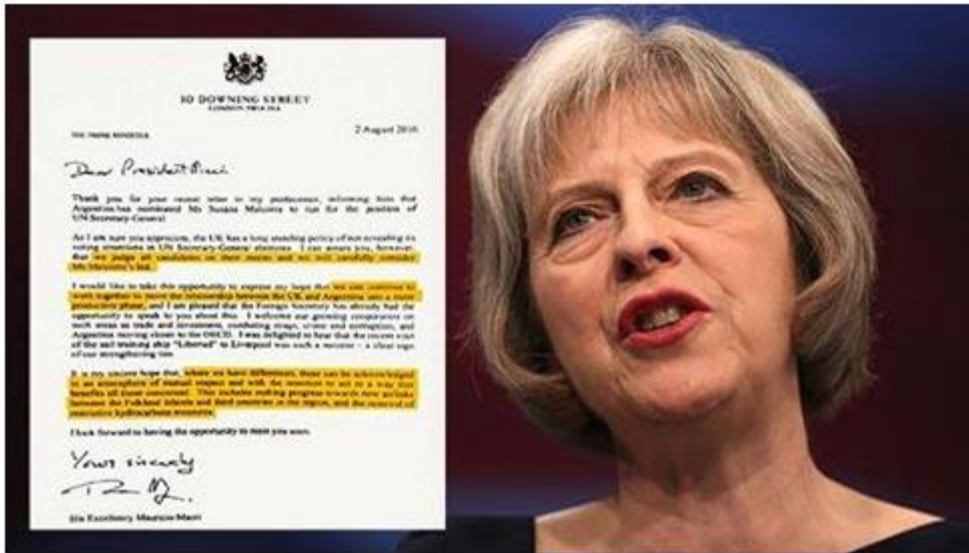 10 DOWNING STREET
LONDON SW1A 2AA
THE PRIME MINISTER
2 August 2016
Dear President Macri
Thank you for your recent letter to my predecessor, informing him that
Argentina has nominated Ms Susana Malcorra to run for the position of
UN Secretary-General
As I am sure you appreciate, the UK has a long standing policy of not revealing its
voting intentions in UN Secretary-General elections. I can assure you, however,
that we judge all candidates on their merits and we will carefully consider
Ms Malcorra's bid.
I would like to take this opportunity to express my hope that we can continue to
work together to move the relationship between the UK and Argentina into a more
productive phase, and I am pleased that the Foreign Secretary has already had the
opportunity to speak to you about this. I welcome our growing cooperation on
such areas as trade and investment, combating drugs, crime and corruption, and
Argentina moving closer to the OECD. I was delighted to hear that the recent visit
of the sail training ship "Libertad" to Liverpool was such a success - a clear sign
of our strengthening ties
It is my sincere hope that, where we have differences, these can be acknowledged
in an atmosphere of mutual respect and with the intention to act in a way that
benefits all those concerned. This includes making progress towards new air links
between the Falkland Islands and third countries in the region, and the removal of
restrictive hydrocarbons measures.
I look forward to having the opportunity to meet you soon.
Yours sincerely
His Excellency Mauricio Macri